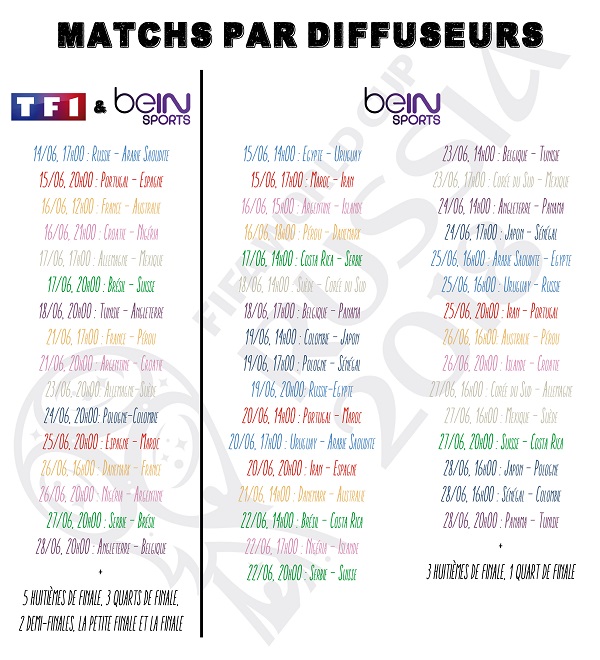 MATCHS PAR DIFFUSEURS
TF1 & beIN SPORTS
14/06, 17h00 : Russie – Arabie Saoudite
15/06, 20h00 : Portugal – Espagne
16/06, 12h00 : France – Australie
16/06, 21h00 : Croatie – Nigéria
17/06, 17h00 : Allemagne – Mexique
17/06, 20h00 : Brésil – Suisse
18/06, 20h00 : Tunisie – Angleterre
21/06, 17h00 : France – Pérou
21/06, 20h00 : Argentine – Croatie
23/06, 20h00 : Allemagne-Suède
24/06, 20h00 : Pologne-Colombie
25/06, 20h00 : Espagne – Maroc
26/06, 16h00 : Danemark – France
26/06, 20h00 : Nigéria – Argentine
27/06, 20h00 : Serbie – Brésil
28/06, 20h00 : Angleterre – Belgique
+
5 huitièmes de finale, 3 quarts de finale,
2 demi-finales, la petite finale et la finale
beIN SPORTS
15/06, 14h00 : Egypte – Uruguay
15/06, 17h00 : Maroc – Iran
16/06, 15h00 : Argentine – Islande
16/06, 18h00 : Pérou – Danemark
17/06, 14h00 : Costa Rica – Serbie
18/06, 14h00 : Suède – Corée du Sud
18/06, 17h00 : Belgique – Panama
19/06, 14h00 : Colombie – Japon
19/06, 17h00 : Pologne – Sénégal
19/06, 20h00 : Russie-Egypte
20/06, 14h00 : Portugal – Maroc
20/06, 17h00 : Uruguay – Arabie Saoudite
20/06, 20h00 : Iran – Espagne
21/06, 14h00 : Danemark – Australie
22/06, 14h00 : Brésil – Costa Rica
22/06, 17h00 : Nigéria – Islande
22/06, 20h00 : Serbie – Suisse
23/06, 14h00 : Belgique – Tunisie
23/06, 17h00 : Corée du Sud – Mexique
24/06, 14h00 : Angleterre – Panama
24/06, 17h00 : Japon – Sénégal
25/06, 16h00 : Arabie Saoudite – Egypte
25/06, 16h00 : Uruguay – Russie
25/06, 20h00 : Iran – Portugal
26/06, 16h00 : Australie – Pérou
26/06, 20h00 : Islande – Croatie
27/06, 16h00 : Corée du Sud – Allemagne
27/06, 16h00 : Mexique – Suède
27/06, 20h00 : Suisse – Costa Rica
28/06, 16h00 : Japon – Pologne
28/06, 16h00 : Sénégal – Colombie
28/06, 20h00 : Panama – Tunisie
+
3 huitièmes de finale, 1 quart de finale
FIFA WORLD CUP
RUSSIA
2018